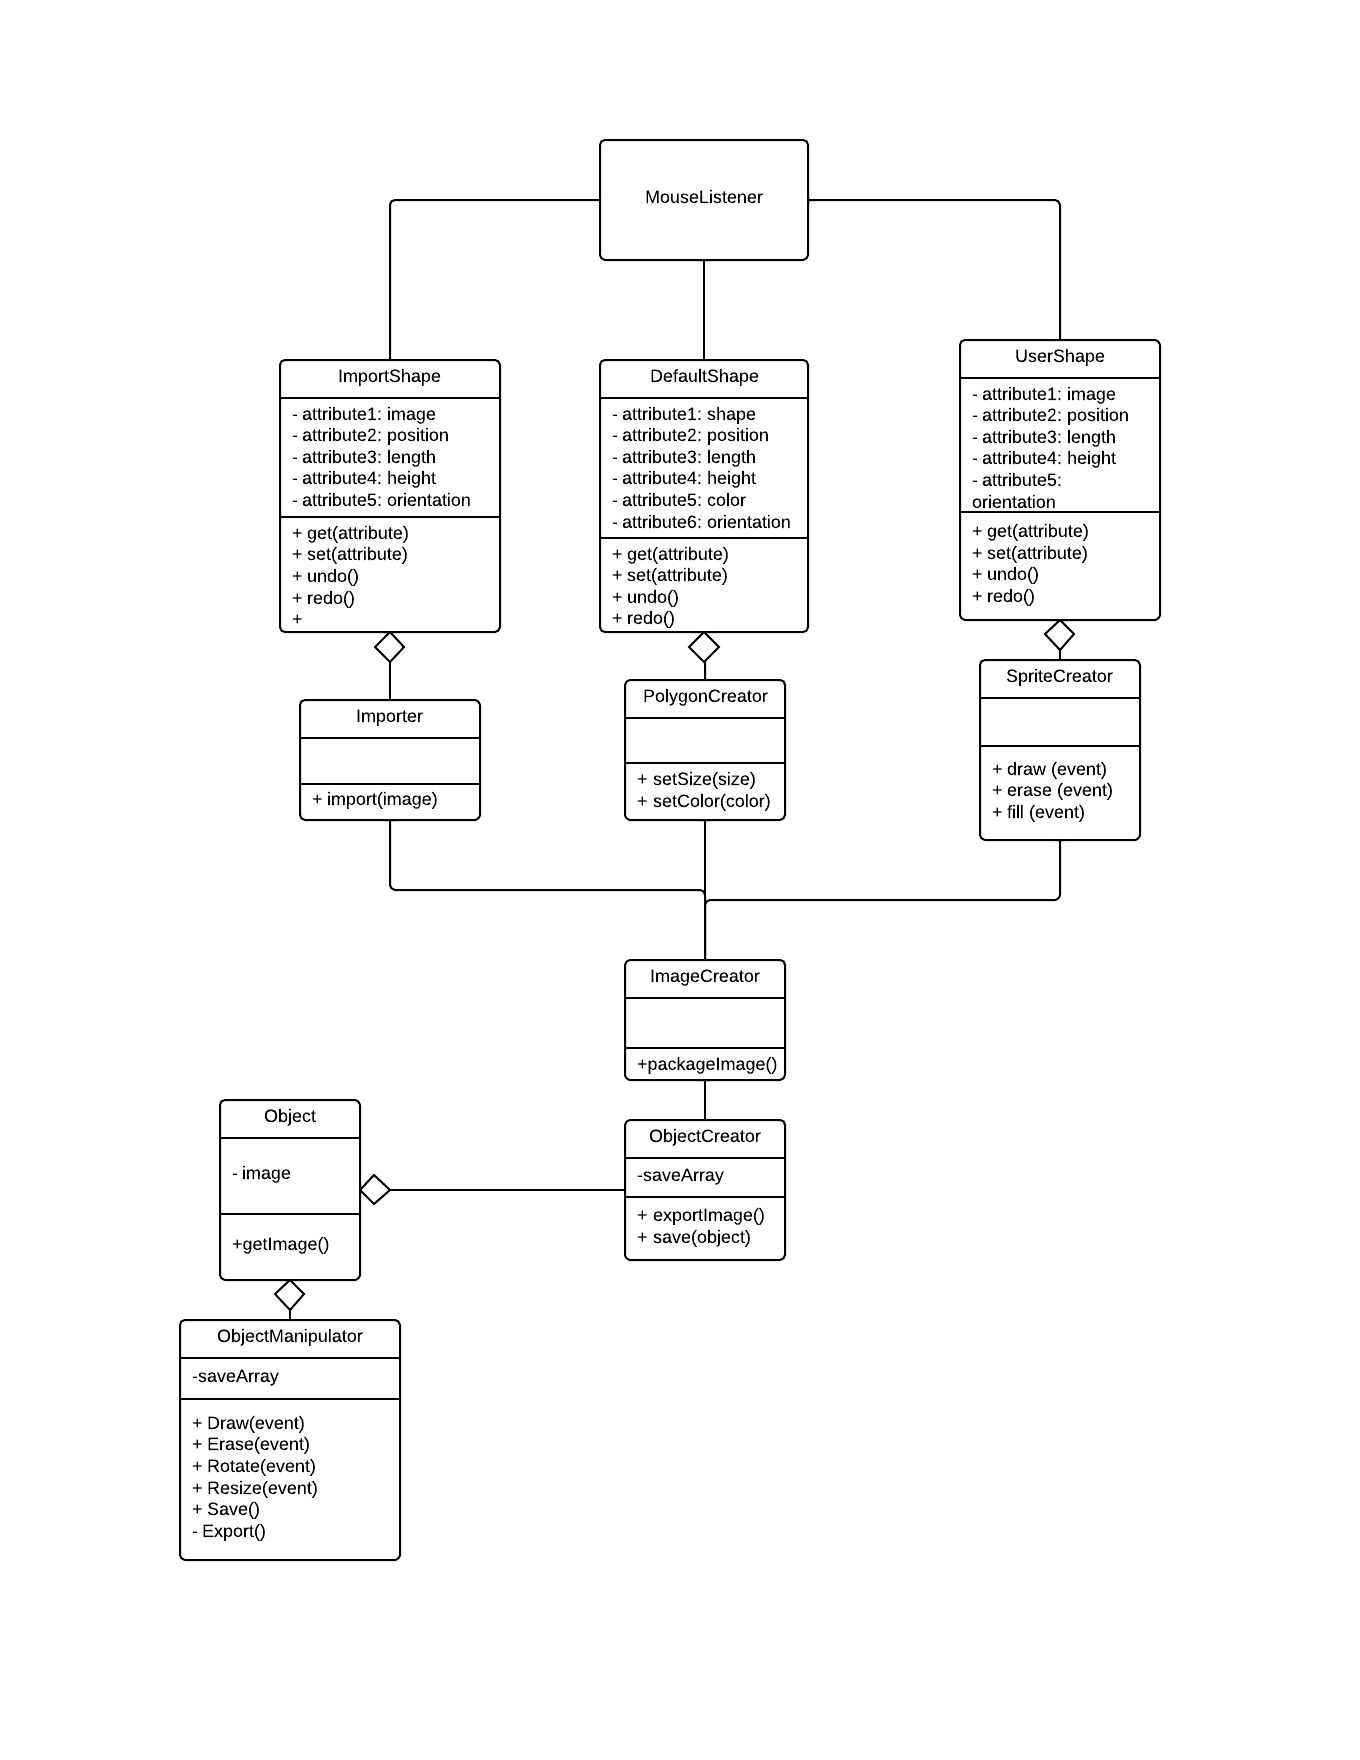 MouseListener
ImportShape
- attribute1: image
- attribute2: position
- attribute3: length
- attribute4: height
- attribute5: orientation
+ get(attribute)
+ set(attribute)
+ undo()
+ redo()
+
DefaultShape
- attribute1: shape
- attribute2: position
- attribute3: length
- attribute4: height
- attribute5: color
- attribute6: orientation
+ get(attribute)
+ set(attribute)
+ undo()
+ redo()
UserShape
- attribute1: image
- attribute2: position
- attribute3: length
- attribute4: height
- attribute5:
orientation
+ get(attribute)
+ set(attribute)
+ undo()
+ redo()
Importer
+ import(image)
PolygonCreator
+ setSize(size)
+ setColor(color)
SpriteCreator
+ draw (event)
+ erase (event)
+ fill (event)
ImageCreator
+packageImage()
Object
- image
+getImage()
ObjectCreator
-saveArray
+ exportImage()
+ save(object)
ObjectManipulator
-saveArray
+ Draw(event)
+ Erase(event)
+ Rotate(event)
+ Resize(event)
+ Save()
- Export()